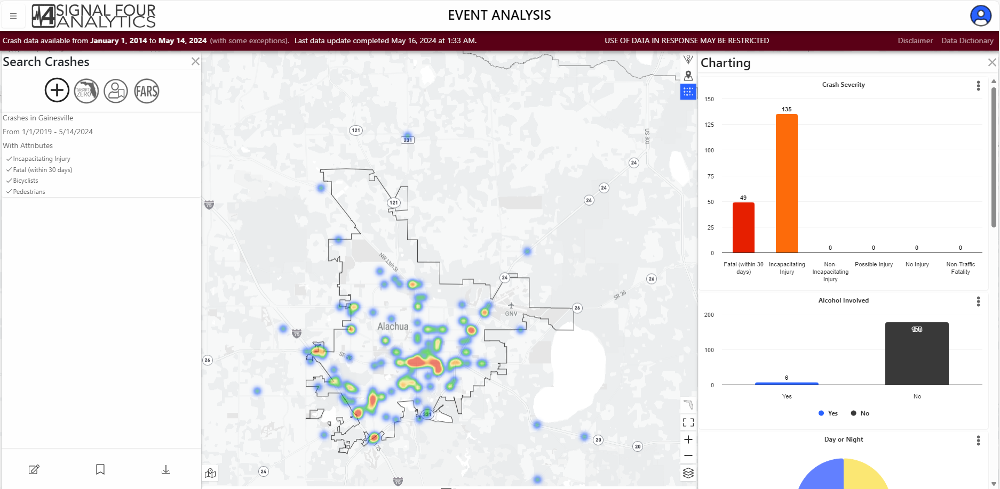 SIGNAL FOUR
ANALYTICS
EVENT ANALYSIS
Crash data available from January 1, 2014 to May 14, 2024 (with some exceptions). Last data update completed May 16, 2024 at 1:33 AM.
USE OF DATA IN RESPONSE MAY BE RESTRICTED
Disclaimer
Data Dictionary
Search Crashes
TARGET
ZERO
FARS
Crashes in Gainesville
From 1/1/2019 - 5/14/2024
With Attributes
Incapacitating Injury
Fatal (within 30 days)
Bicyclists
Pedestrians
121
231
US 301
24
24
24
75
121
NW 13th St
24
24
26
SR 26
26
GNV
Alachua
75
26
SR 26
331
20
20
I 75
24
75
Charting
Crash Severity
150
125
100
75
50
25
0
49
135
0
0
0
0
Fatal (within 30
days)
Incapacitating
Injury
Non-
Incapacitating
Injury
Possible Injury
No Injury
Non-Traffic
Fatality
Alcohol Involved
200
100
0
6
178
Yes
No
Yes
No
Day or Night